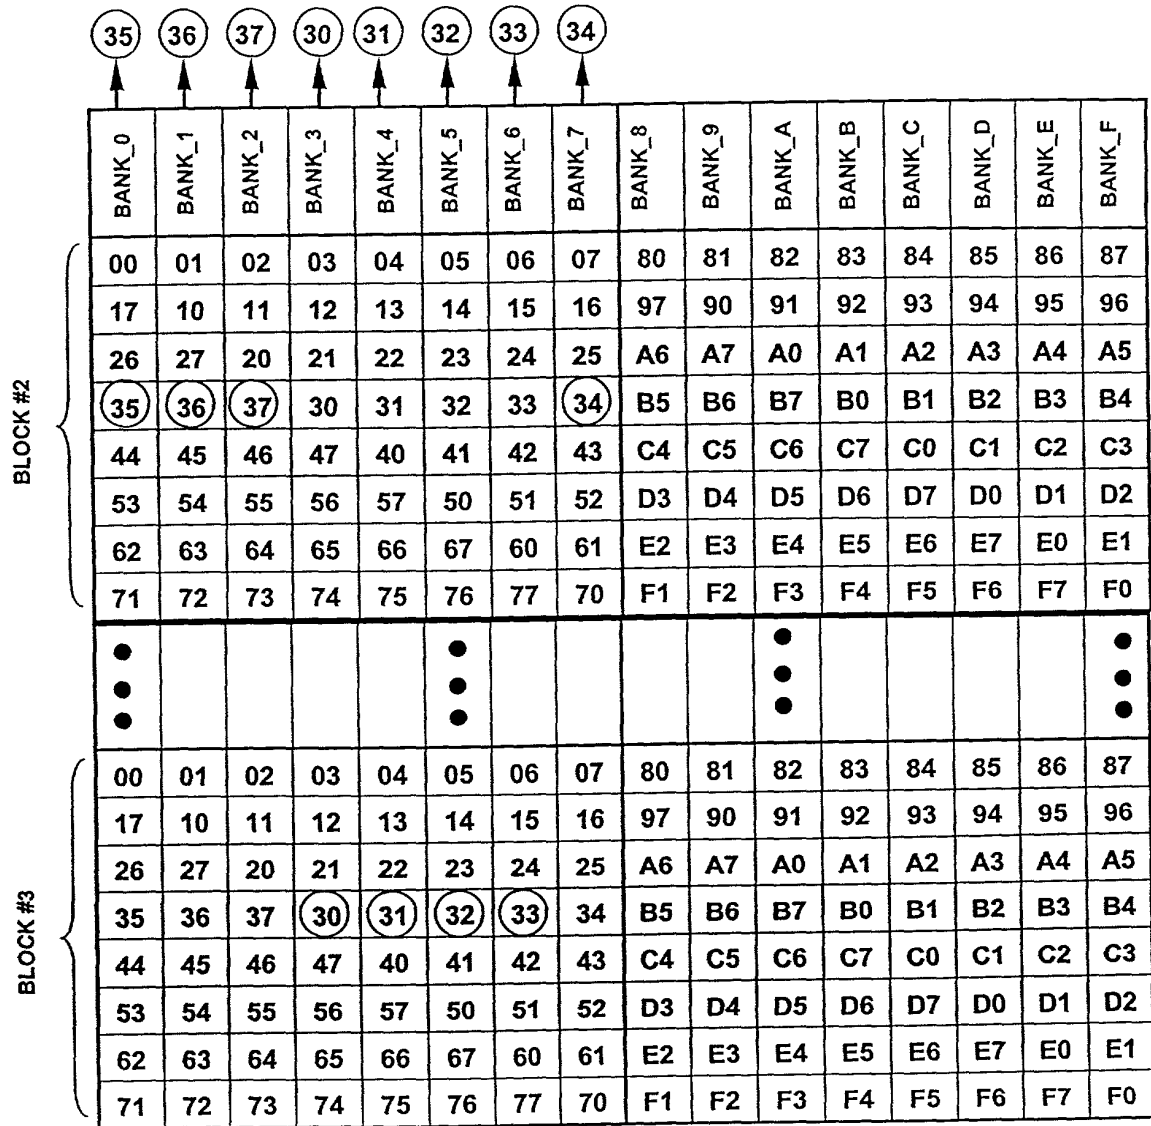 35 36 37 30 31 32 33 34
BANK_0 BANK_1 BANK_2 BANK_3 BANK_4 BANK_5 BANK_6 BANK_7 BANK_8 BANK_9 BANK_A BANK_B BANK_C BANK_D BANK_E BANK_F
BLOCK #2
00 01 02 03 04 05 06 07 80 81 82 83 84 85 86 87
17 10 11 12 13 14 15 16 97 90 91 92 93 94 95 96
26 27 20 21 22 23 24 25 A6 A7 A0 A1 A2 A3 A4 A5
35 36 37 30 31 32 33 34 B5 B6 B7 B0 B1 B2 B3 B4
44 45 46 47 40 41 42 43 C4 C5 C6 C7 C0 C1 C2 C3
53 54 55 56 57 50 51 52 D3 D4 D5 D6 D7 D0 D1 D2
62 63 64 65 66 67 60 61 E2 E3 E4 E5 E6 E7 E0 E1
71 72 73 74 75 76 77 70 F1 F2 F3 F4 F5 F6 F7 F0
BLOCK #3
00 01 02 03 04 05 06 07 80 81 82 83 84 85 86 87
17 10 11 12 13 14 15 16 97 90 91 92 93 94 95 96
26 27 20 21 22 23 24 25 A6 A7 A0 A1 A2 A3 A4 A5
35 36 37 30 31 32 33 34 B5 B6 B7 B0 B1 B2 B3 B4
44 45 46 47 40 41 42 43 C4 C5 C6 C7 C0 C1 C2 C3
53 54 55 56 57 50 51 52 D3 D4 D5 D6 D7 D0 D1 D2
62 63 64 65 66 67 60 61 E2 E3 E4 E5 E6 E7 E0 E1
71 72 73 74 75 76 77 70 F1 F2 F3 F4 F5 F6 F7 F0